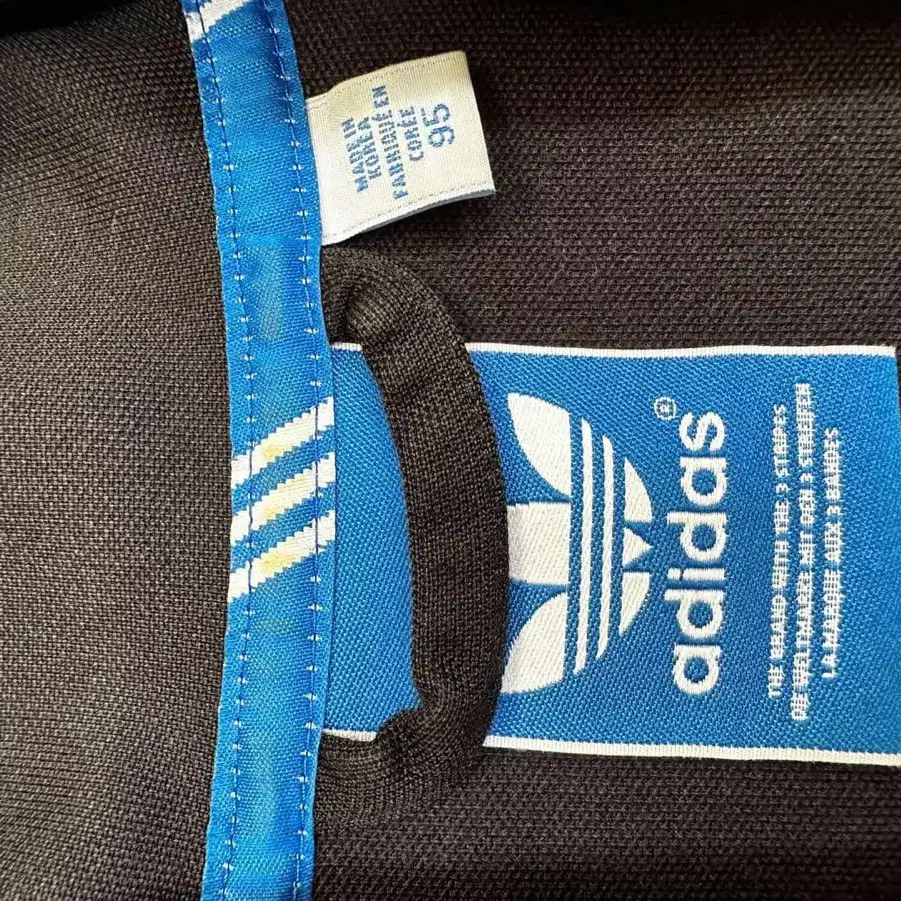 MADE IN
KOREA
FABRIQUÉ EN
CORÉE
95
adidas®
THE BRAND WITH THE 3 STRIPES
DIE WELTMARKE MIT DEN 3 STREIFEN
LA MARQUE AUX 3 BANDES